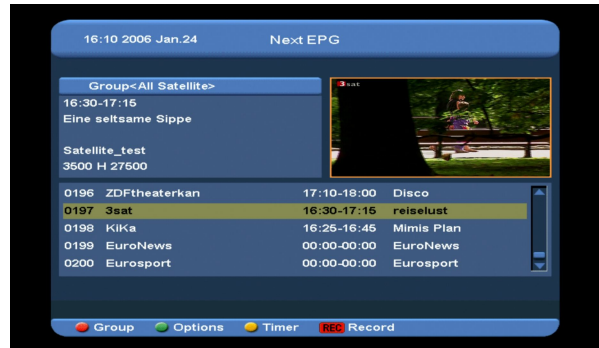 16:10 2006 Jan.24 Next EPG
Group<All Satellite>
3sat
16:30-17:15
Eine seltsame Sippe
Satellite_test
3500 H 27500
0196 ZDFtheaterkan 17:10-18:00 Disco
0197 3sat 16:30-17:15 reiselust
0198 KiKa 16:25-16:45 Mimis Plan
0199 EuroNews 00:00-00:00 EuroNews
0200 Eurosport 00:00-00:00 Eurosport
Group Options Timer REC Record